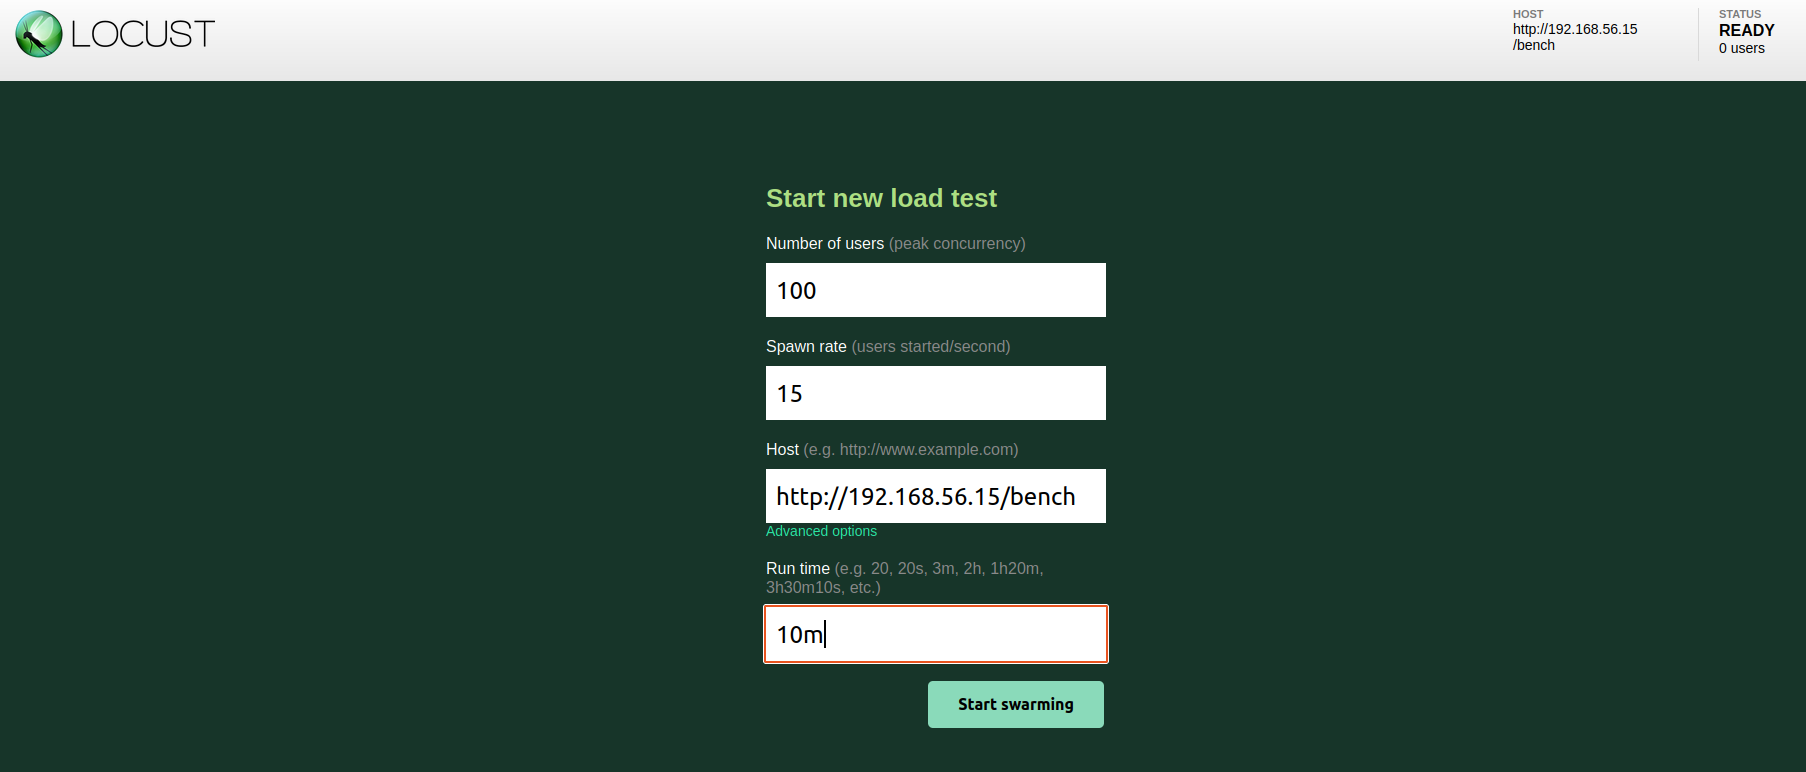 LOCUST
HOST
http://192.168.56.15
/bench
STATUS
READY
0 users
Start new load test
Number of users (peak concurrency)
100
Spawn rate (users started/second)
15
Host (e.g. http://www.example.com)
http://192.168.56.15/bench
Advanced options
Run time (e.g. 20, 20s, 3m, 2h, 1h20m,
3h30m10s, etc.)
10m
Start swarming